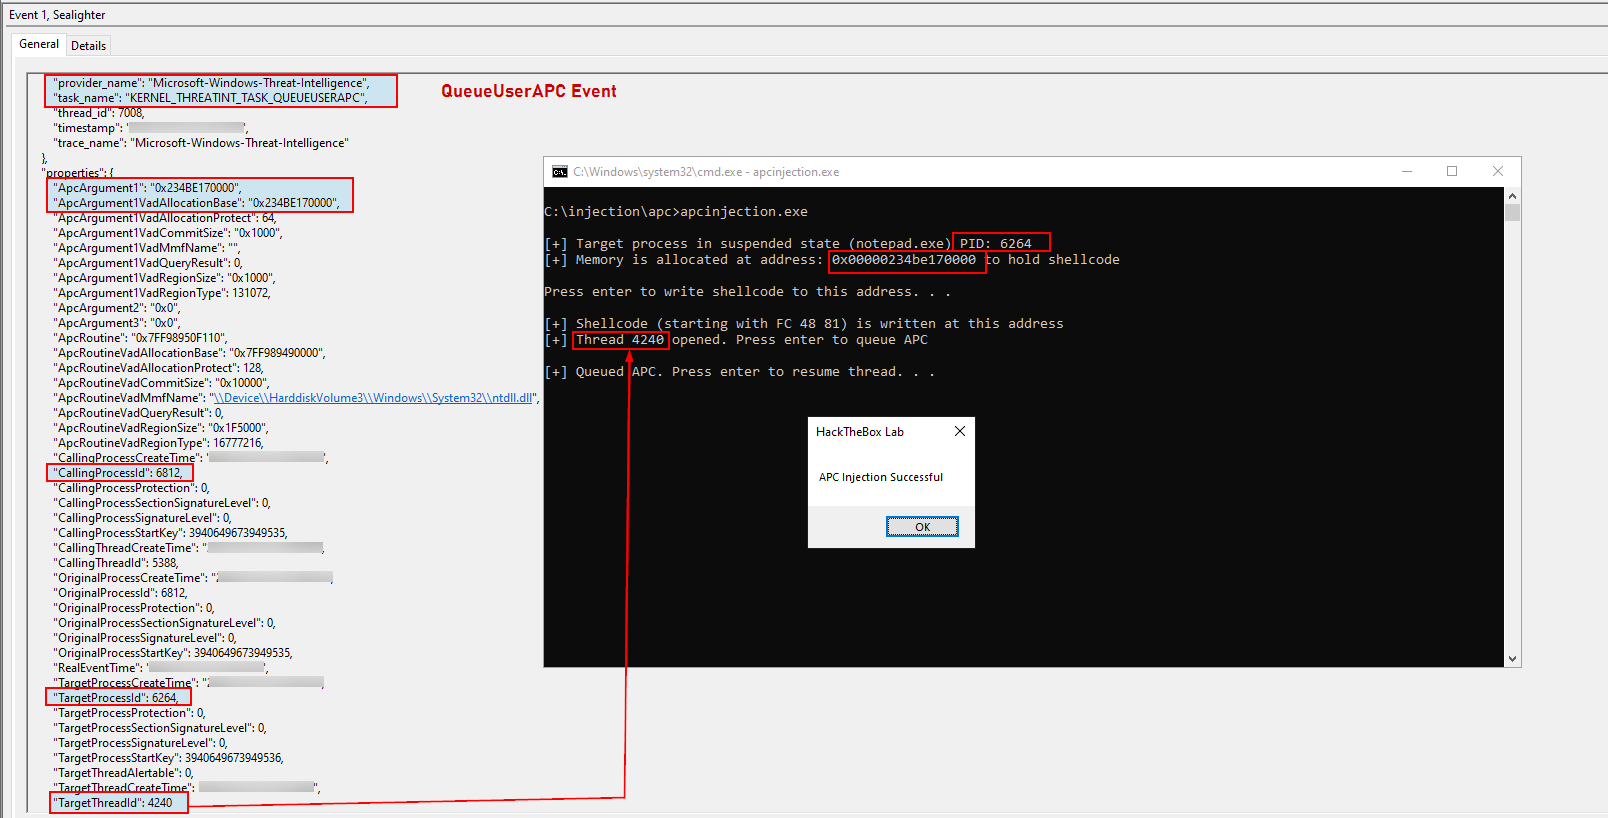 Event 1, Sealighter
General
Details
"provider_name": "Microsoft-Windows-Threat-Intelligence",
"task_name": "KERNEL_THREATINT_TASK_QUEUEUSERAPC",
"thread_id": 7008,
"timestamp": "
"trace_name": "Microsoft-Windows-Threat-Intelligence"
},
"properties": {
"ApcArgument1": "0x234BE170000",
"ApcArgument1VadAllocationBase": "0x234BE170000",
"ApcArgument1VadAllocationProtect": 64,
"ApcArgument1VadCommitSize": "0x1000",
"ApcArgument1VadMmfName": "",
"ApcArgument1VadQueryResult": 0,
"ApcArgument1VadRegionSize": "0x1000",
"ApcArgument1VadRegionType": 131072,
"ApcArgument2": "0x0",
"ApcArgument3": "0x0",
"ApcRoutine": "0x7FF98950F110",
"ApcRoutineVadAllocationBase": "0x7FF989490000",
"ApcRoutineVadAllocationProtect": 128,
"ApcRoutineVadCommitSize": "0x10000",
"ApcRoutineVadMmfName": "\\Device\\HarddiskVolume3\\Windows\\System32\\ntdll.dll",
"ApcRoutineVadQueryResult": 0,
"ApcRoutineVadRegionSize": "0x1F5000",
"ApcRoutineVadRegionType": 16777216,
"CallingProcessCreateTime": " ",
"CallingProcessId": 6812,
"CallingProcessProtection": 0,
"CallingProcessSectionSignatureLevel": 0,
"CallingProcessSignatureLevel": 0,
"CallingProcessStartKey": 3940649673949535,
"CallingThreadCreateTime": "
"CallingThreadId": 5388,
"OriginalProcessCreateTime": "
"OriginalProcessId": 6812,
"OriginalProcessProtection": 0,
"OriginalProcessSectionSignatureLevel": 0,
"OriginalProcessSignatureLevel": 0,
"OriginalProcessStartKey": 3940649673949535,
"RealEventTime": "
"TargetProcessCreateTime": "
"TargetProcessId": 6264,
"TargetProcessProtection": 0,
"TargetProcessSectionSignatureLevel": 0,
"TargetProcessSignatureLevel": 0,
"TargetProcessStartKey": 3940649673949536,
"TargetThreadAlertable": 0,
"TargetThreadCreateTime": ",
"TargetThreadId": 4240
QueueUserAPC Event
C:\Windows\system32\cmd.exe - apcinjection.exe
C:\injection\apc>apcinjection.exe
[+] Target process in suspended state (notepad.exe) PID: 6264
[+] Memory is allocated at address: 0x00000234be170000 to hold shellcode
Press enter to write shellcode to this address. . .
[+] Shellcode (starting with FC 48 81) is written at this address
[+] Thread 4240 opened. Press enter to queue APC
[+] Queued APC. Press enter to resume thread. . .
HackTheBox Lab
APC Injection Successful
OK